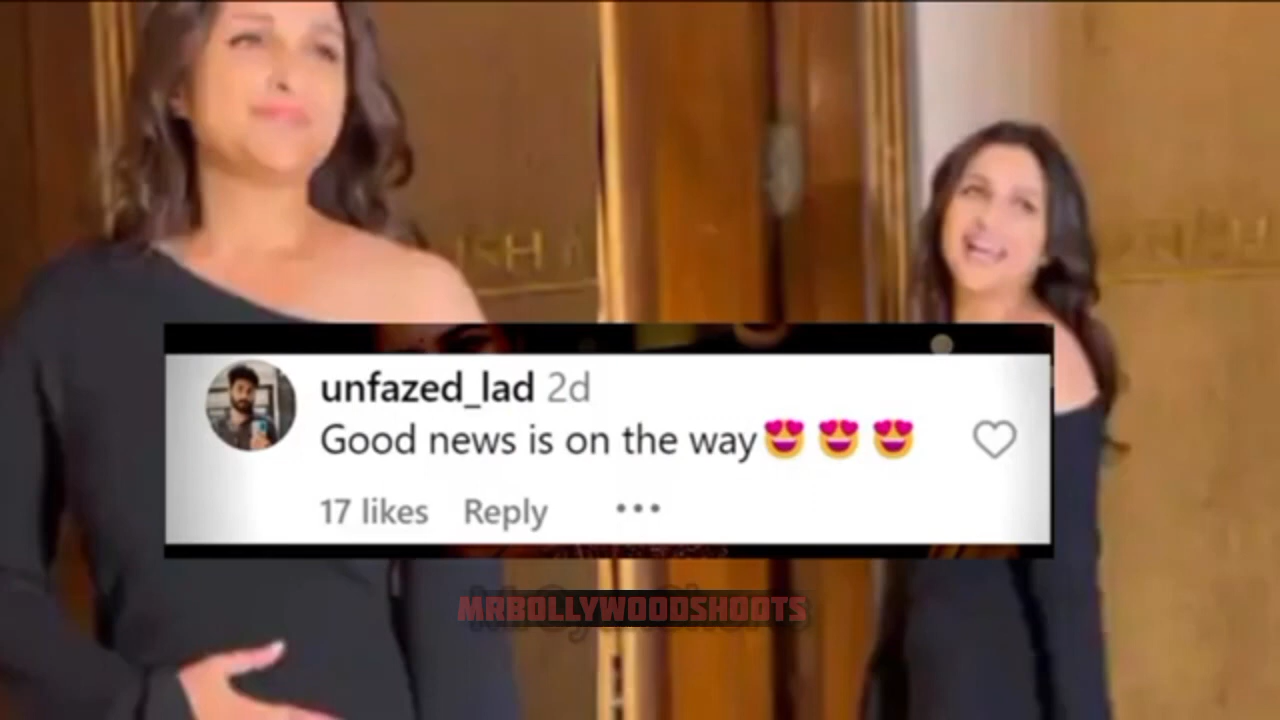 unfazed_lad 2d
Good news is on the way😍 😍 😍
17 likes Reply •••
MRBOLLYWOODSHOOTS